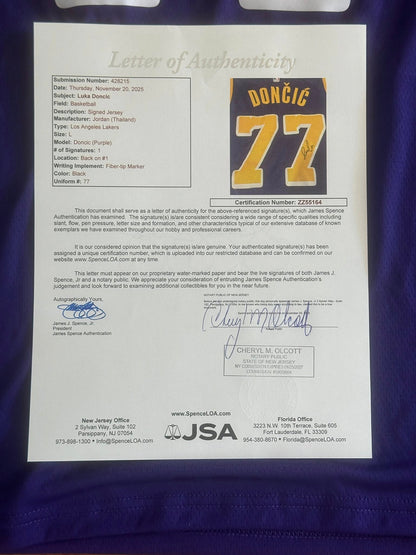 Letter of Authenticity
Submission Number: 428215
Date: Thursday, November 20, 2025
Subject: Luka Doncic
Field: Basketball
Description: Signed Jersey
Manufacturer: Jordan (Thailand)
Type: Los Angeles Lakers
Size: L
Model: Doncic (Purple)
# of Signatures: 1
Location: Back on #1
Writing Implement: Fiber-tip Marker
Color: Black
Uniform #: 77
DONČIĆ
77
Certification Number: ZZ55164
This document shall serve as a letter of authenticity for the above-referenced signature(s), which James Spence
Authentication has examined. The signature(s) is/are consistent considering a wide range of specific qualities including
slant, flow, pen pressure, letter size and formation, and other characteristics typical of our extensive database of known
exemplars we have examined throughout our hobby and professional careers.
It is our considered opinion that the signature(s) is/are genuine. Your authenticated signature(s) has been
assigned a unique certification number, which is uploaded into our restricted database and can be confirmed on our
website, www.SpenceLOA.com at any time.
This letter must appear on our proprietary water-marked paper and bear the live signatures of both James J.
Spence, Jr and notary public. We appreciate your consideration of entrusting James Spence Authentication's
judgement and look forward to examining additional collectibles for you in the near future.
Autographically Yours,
James J. Spence, Jr.
President
James Spence Authentication
NOTARY PUBLIC OF NEW JERSEY
Cheryl M Olcott
CHERYL M. OLCOTT
NOTARY PUBLIC
STATE OF NEW JERSEY
www.SpenceLOA.com
New Jersey Office
2 Sylvan Way, Suite 102
Parsippany, NJ 07054
973-898-1300 • Info@SpenceLOA.com
JSA
Florida Office
3223 N.W. 10th Terrace, Suite 605
Fort Lauderdale, FL 33309
954-380-8670 • Florida@SpenceLOA.com